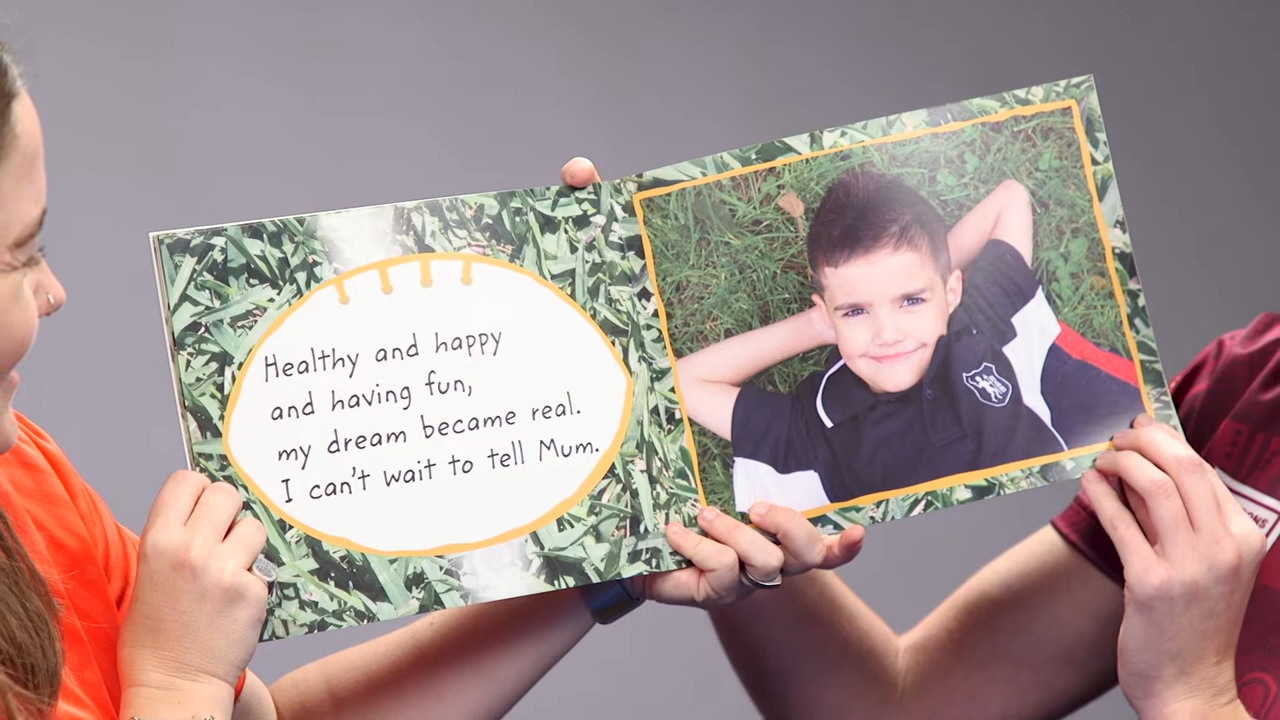 Healthy and happy
and having fun,
my dream became real.
I can't wait to tell Mum.